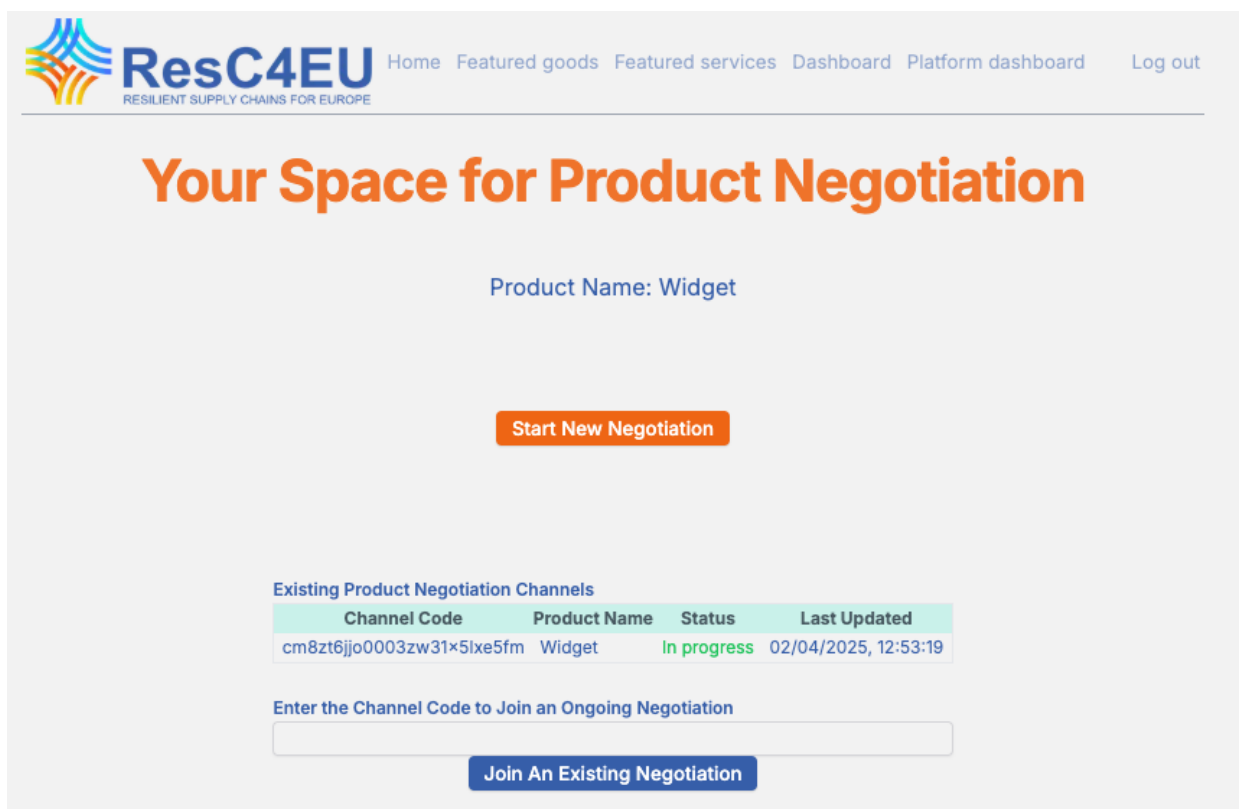 ResC4EU
RESILIENT SUPPLY CHAINS FOR EUROPE
Home Featured goods Featured services Dashboard Platform dashboard Log out
Your Space for Product Negotiation
Product Name: Widget
Start New Negotiation
Existing Product Negotiation Channels
Channel Code Product Name Status Last Updated
cm8zt6jjo0003zw31×5lxe5fm Widget In progress 02/04/2025, 12:53:19
Enter the Channel Code to Join an Ongoing Negotiation
Join An Existing Negotiation